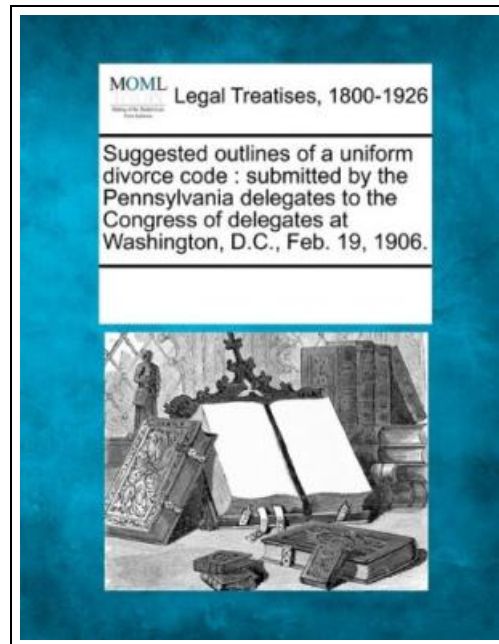 MOML
Legal Treatises, 1800-1926
Suggested outlines of a uniform
divorce code : submitted by the
Pennsylvania delegates to the
Congress of delegates at
Washington, D.C., Feb. 19, 1906.